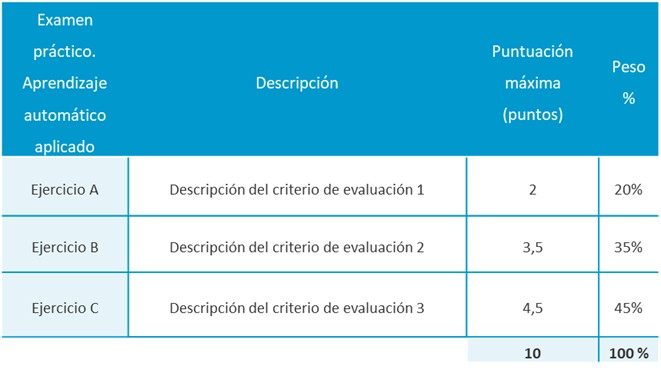 Examen
práctico.
Aprendizaje
automático
aplicado
Descripción
Puntuación
máxima
(puntos)
Peso
%
Ejercicio A Descripción del criterio de evaluación 1 2 20%
Ejercicio B Descripción del criterio de evaluación 2 3,5 35%
Ejercicio C Descripción del criterio de evaluación 3 4,5 45%
10 100 %